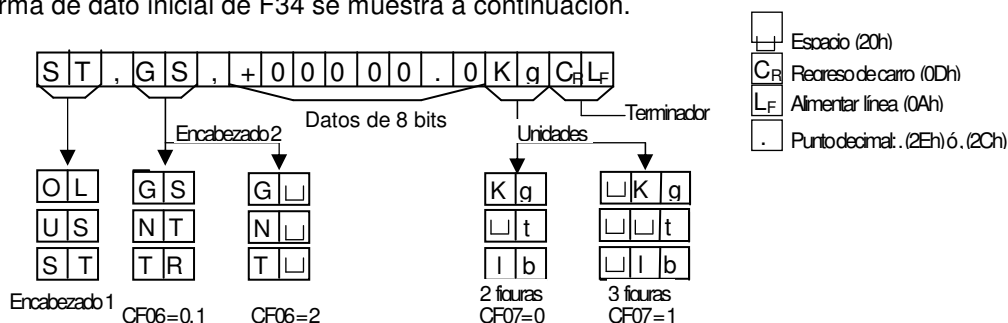 rma de dato inicial de F34 se muestra a continuación.
S T , G S , + 0 0 0 0 0 . 0 K g CR LF
Encabezado 2
Datos de 8 bits
Unidades
Terminador
␣ Espacio (20h)
CR Regreso de carro (0Dh)
LF Alimentar línea (0Ah)
. Punto decimal: . (2Eh) ó , (2Ch)
O L
U S
S T
Encabezado 1
G S
N T
T R
CF06=0,1
G ␣
N ␣
T ␣
CF06=2
K g
␣ t
l b
2 figuras
CF07=0
␣ K g
␣ ␣ t
␣ l b
3 figuras
CF07=1